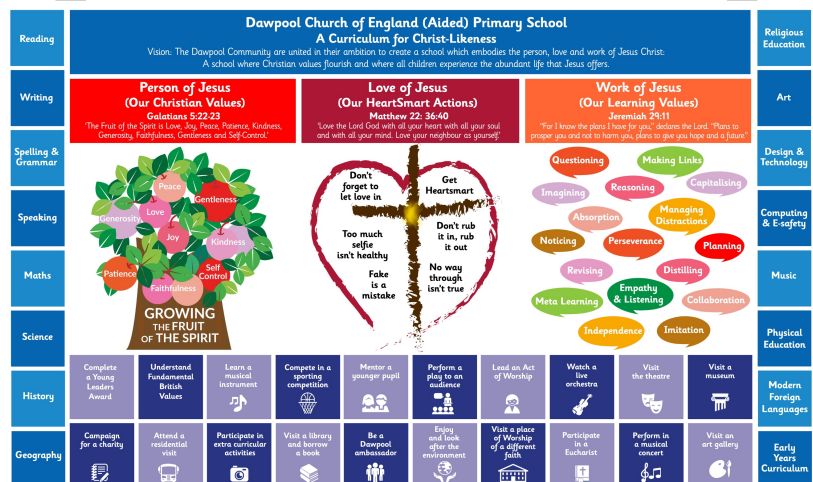 Dawpool Church of England (Aided) Primary School
A Curriculum for Christ-Likeness
Vision: The Dawpool Community are united in their ambition to create a school which embodies the person, love and work of Jesus Christ:
A school where Christian values flourish and where all children experience the abundant life that Jesus offers.
Reading
Writing
Spelling &
Grammar
Speaking
Maths
Science
History
Geography
Person of Jesus
(Our Christian Values)
Galatians 5:22-23
'The Fruit of the Spirit is Love, Joy, Peace, Patience, Kindness,
Generosity, Faithfulness, Gentleness and Self-Control.'
Peace
Gentleness
Love
Generosity
Joy
Kindness
Patience
Self
Control
Faithfulness
GROWING
THE FRUIT
OF THE SPIRIT
Love of Jesus
(Our HeartSmart Actions)
Matthew 22: 36:40
'Love the Lord God with all your heart with all your soul
and with all your mind. Love your neighbour as yourself.'
Don't
forget to
let love in
Get
Heartsmart
Too much
selfie
isn't healthy
Don't rub
it in, rub
it out
Fake
is a
mistake
No way
through
isn't true
Work of Jesus
(Our Learning Values)
Jeremiah 29:11
"For I know the plans I have for you," declares the Lord. "Plans to
prosper you and not to harm you, plans to give you hope and a future."
Questioning
Making Links
Imagining
Reasoning
Capitalising
Absorption
Managing
Distractions
Noticing
Perseverance
Planning
Revising
Distilling
Meta Learning
Empathy
& Listening
Collaboration
Independence
Imitation
Religious
Education
Art
Design &
Technology
Computing
& E-safety
Music
Physical
Education
Modern
Foreign
Languages
Early
Years
Curriculum
Complete
a Young
Leaders
Award
Understand
Fundamental
British
Values
Learn a
musical
instrument
Compete in a
sporting
competition
Mentor a
younger pupil
Perform a
play to an
audience
Lead an Act
of Worship
Watch a
live
orchestra
Visit
the theatre
Visit a
museum
Campaign
for a charity
Attend a
residential
visit
Participate in
extra curricular
activities
Visit a library
and borrow
a book
Be a
Dawpool
ambassador
Enjoy
and look
after the
environment
Visit a place
of Worship
of a different
faith
Participate
in a
Eucharist
Perform in
a musical
concert
Visit an
art gallery